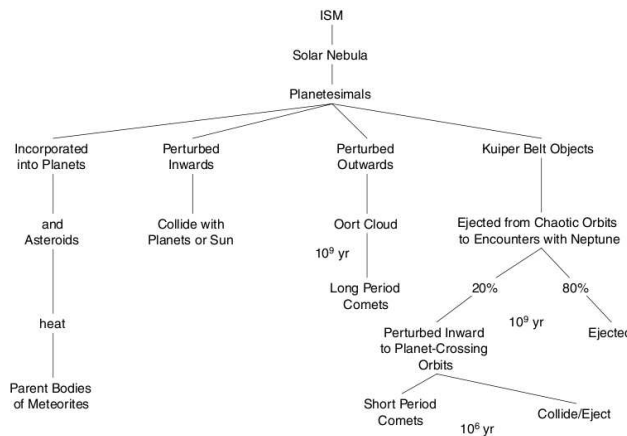 ISM
Solar Nebula
Planetesimals
Incorporated
into Planets
Perturbed
Inwards
Perturbed
Outwards
Kuiper Belt Objects
and
Asteroids
Collide with
Planets or Sun
Oort Cloud
Ejected from Chaotic Orbits
to Encounters with Neptune
10⁹ yr
Long Period
Comets
20%
80%
heat
10⁹ yr
Perturbed Inward
to Planet-Crossing
Orbits
Ejected
Parent Bodies
of Meteorites
Short Period
Comets
Collide/Eject
10⁶ yr